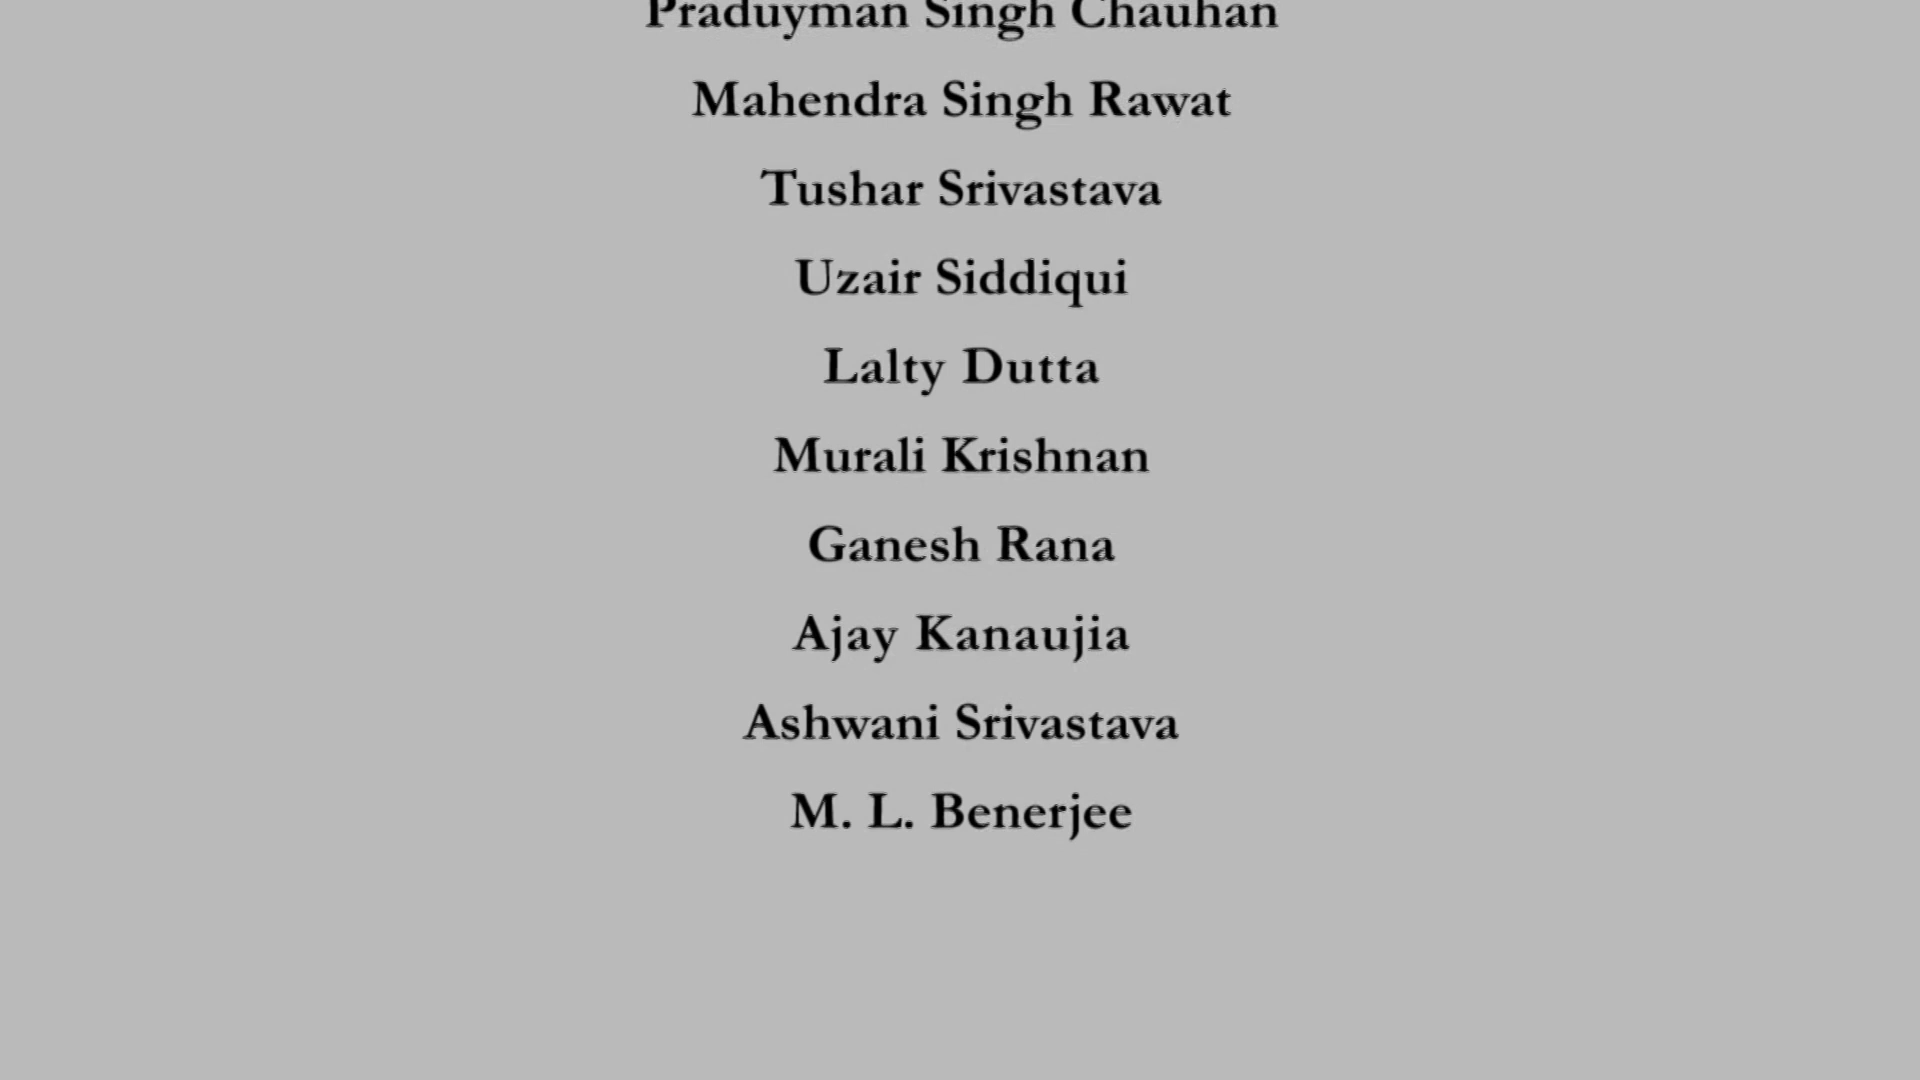 Praduyman Singh Chauhan
Mahendra Singh Rawat
Tushar Srivastava
Uzair Siddiqui
Lalty Dutta
Murali Krishnan
Ganesh Rana
Ajay Kanaujia
Ashwani Srivastava
M. L. Benerjee